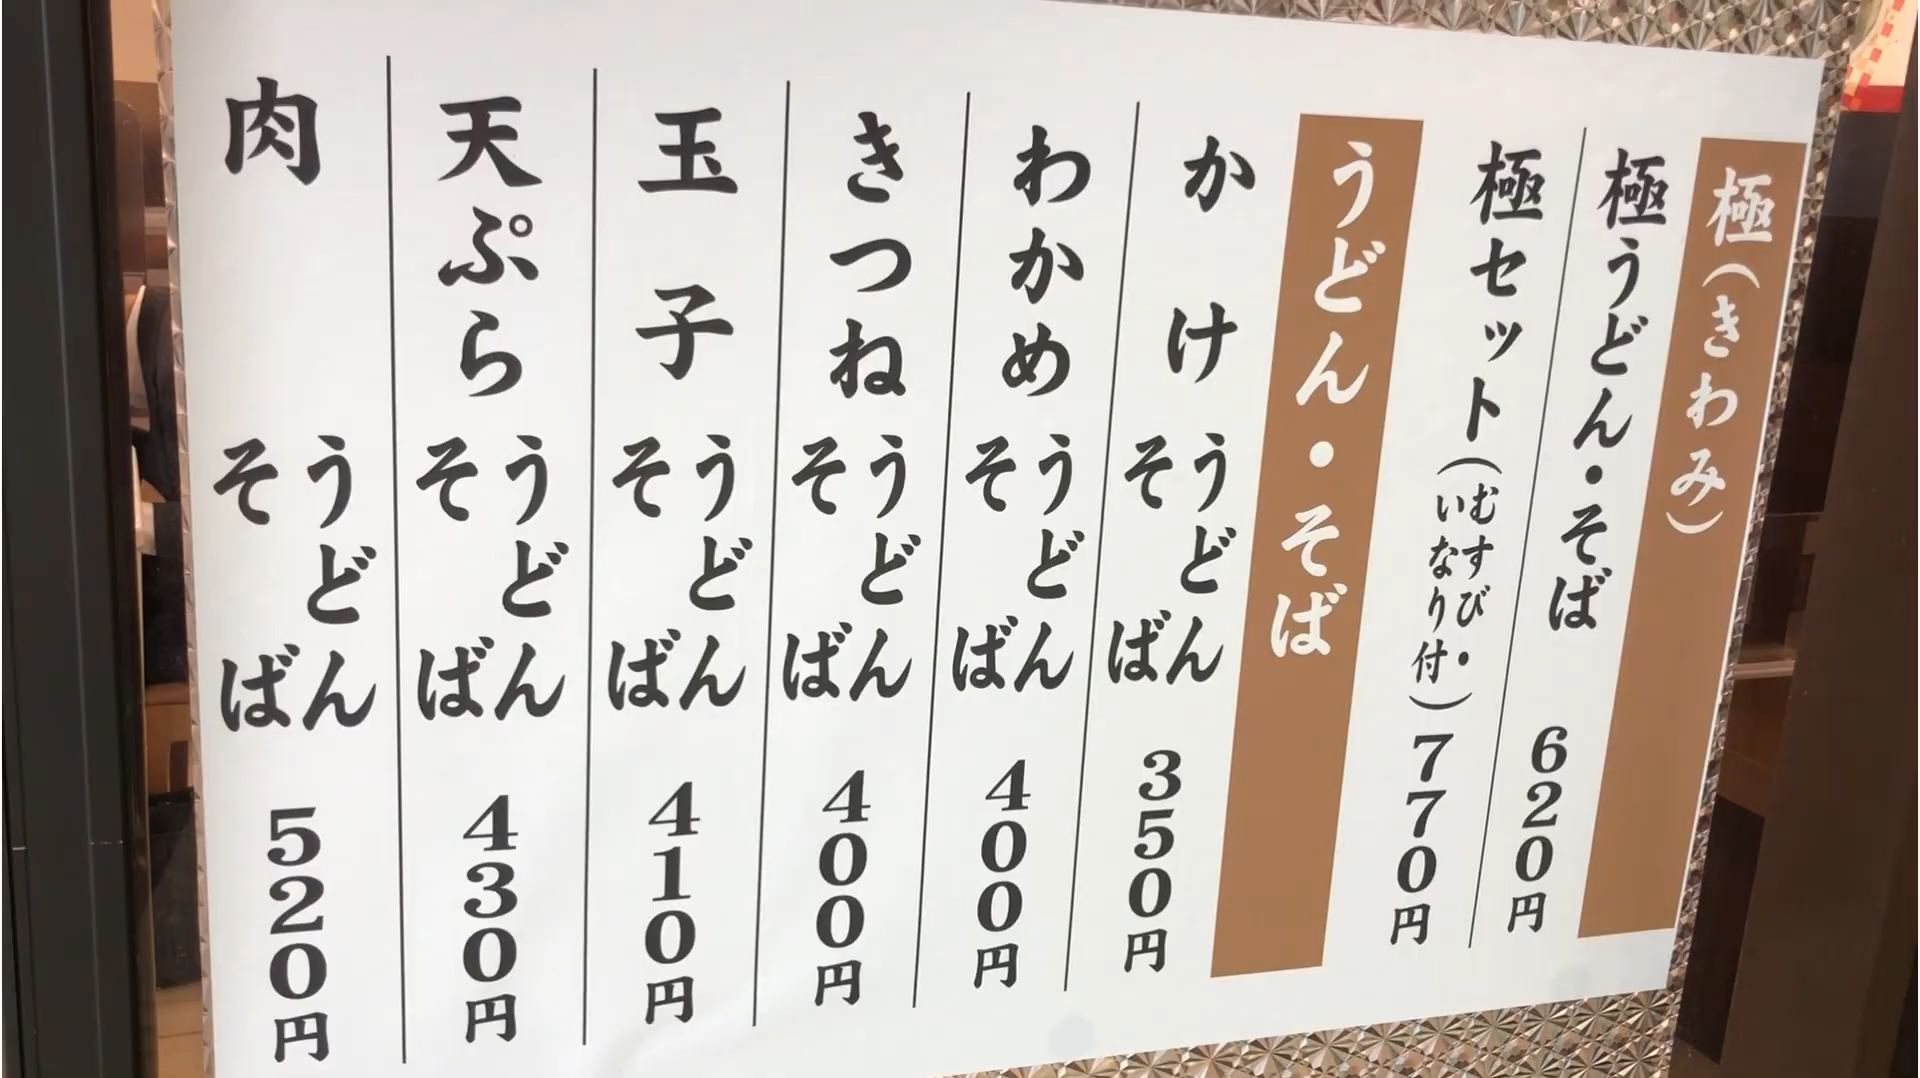 極(きわみ)
極うどん・そば 620円
極セット(むすび・いなり付) 770円
うどん・そば
かけ うどん そば 350円
わかめ うどん そば 400円
きつね うどん そば 400円
玉子 うどん そば 410円
天ぷら うどん そば 430円
肉 うどん そば 520円